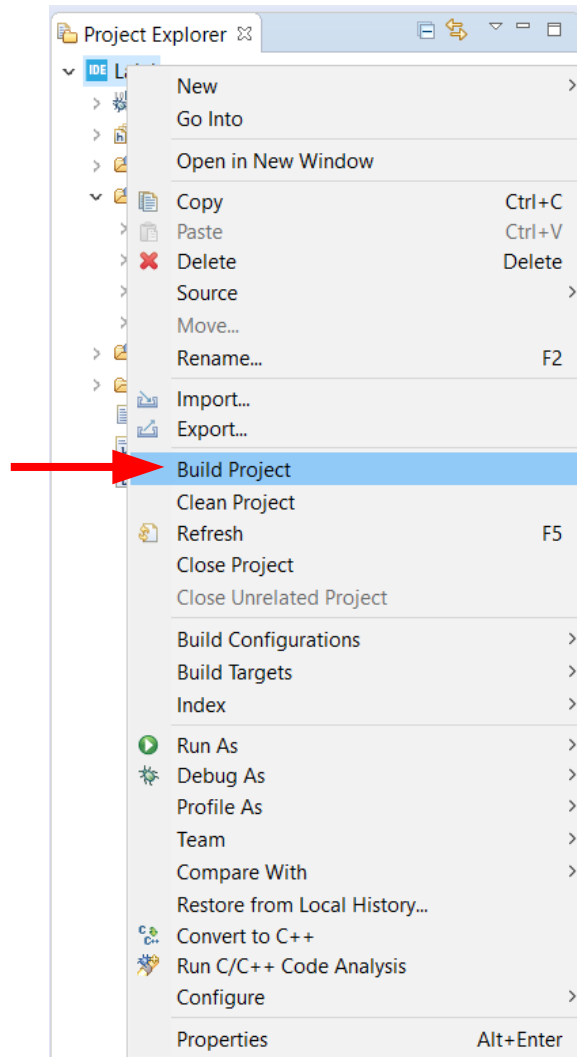 Project Explorer
IDE
New
Go Into
Open in New Window
Copy Ctrl+C
Paste Ctrl+V
Delete Delete
Source
Move...
Rename... F2
Import...
Export...
Build Project
Clean Project
Refresh F5
Close Project
Close Unrelated Project
Build Configurations
Build Targets
Index
Run As
Debug As
Profile As
Team
Compare With
Restore from Local History...
Convert to C++
Run C/C++ Code Analysis
Configure
Properties Alt+Enter